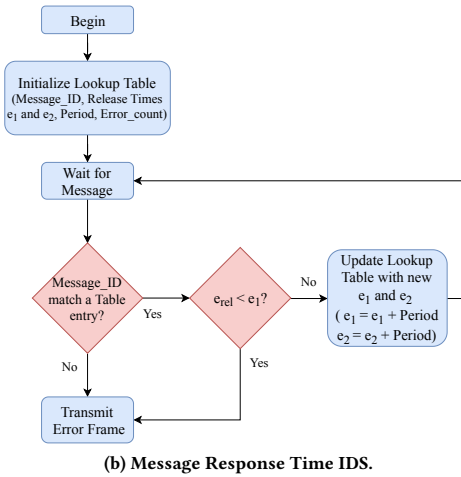 Begin
Initialize Lookup Table
(Message_ID, Release Times
e1 and e2, Period, Error_count)
Wait for
Message
Message_ID
match a Table
entry?
Yes
No
erel < e1?
No
Yes
Update Lookup
Table with new
e1 and e2
( e1 = e1 + Period
e2 = e2 + Period)
Transmit
Error Frame
(b) Message Response Time IDS.